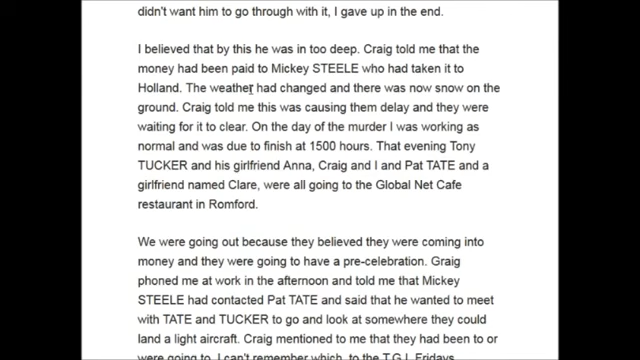 didn't want him to go through with it, I gave up in the end.
I believed that by this he was in too deep. Craig told me that the
money had been paid to Mickey STEELE who had taken it to
Holland. The weather had changed and there was now snow on the
ground. Craig told me this was causing them delay and they were
waiting for it to clear. On the day of the murder I was working as
normal and was due to finish at 1500 hours. That evening Tony
TUCKER and his girlfriend Anna, Craig and I and Pat TATE and a
girlfriend named Clare, were all going to the Global Net Cafe
restaurant in Romford.
We were going out because they believed they were coming into
money and they were going to have a pre-celebration. Graig
phoned me at work in the afternoon and told me that Mickey
STEELE had contacted Pat TATE and said that he wanted to meet
with TATE and TUCKER to go and look at somewhere they could
land a light aircraft. Craig mentioned to me that they had been to or
were going to, I can't remember which, to the T.G.I. Fridays